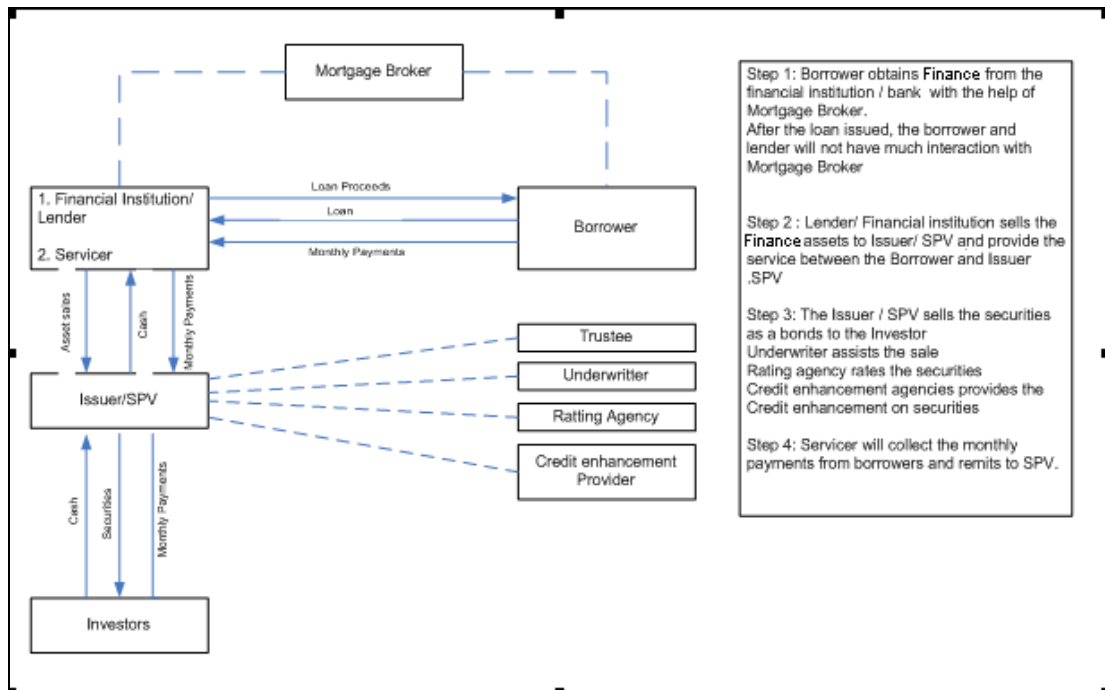 Mortgage Broker
Step 1: Borrower obtains Finance from the
financial institution / bank with the help of
Mortgage Broker.
After the loan issued, the borrower and
lender will not have much interaction with
Mortgage Broker
Step 2 : Lender/ Financial institution sells the
Finance assets to Issuer/ SPV and provide the
service between the Borrower and Issuer
.SPV
Step 3: The Issuer / SPV sells the securities
as a bonds to the Investor
Underwriter assists the sale
Rating agency rates the securities
Credit enhancement agencies provides the
Credit enhancement on securities
Step 4: Servicer will collect the monthly
payments from borrowers and remits to SPV.
1. Financial Institution/
Lender
2. Servicer
Loan Proceeds
Loan
Monthly Payments
Borrower
Asset sales
Cash
Monthly Payments
Trustee
Underwritter
Ratting Agency
Credit enhancement
Provider
Issuer/SPV
Cash
Securities
Monthly Payments
Investors